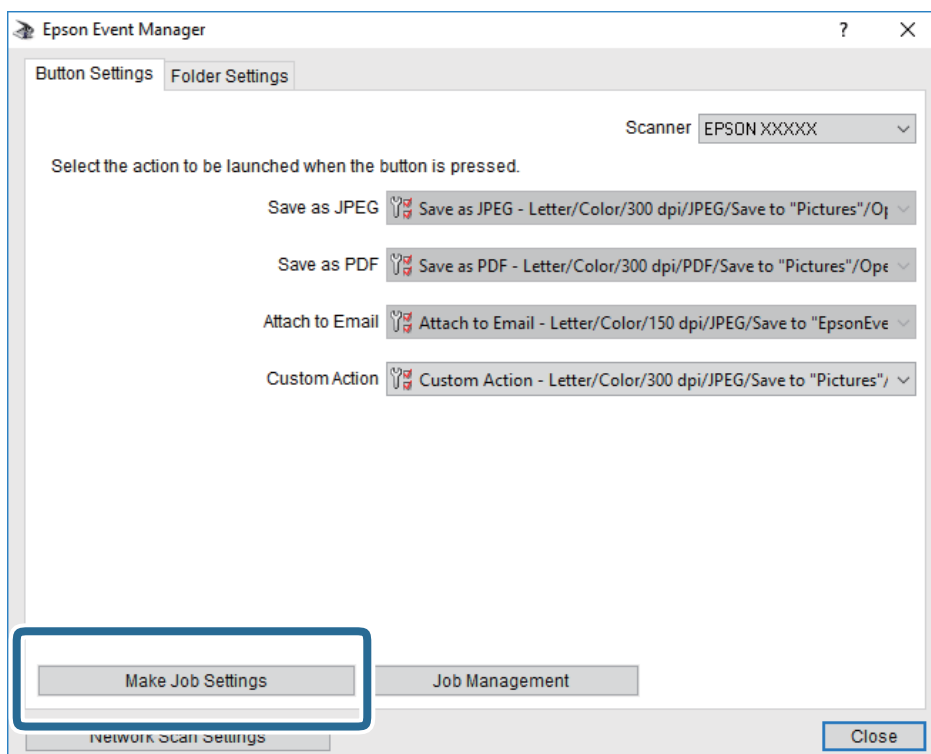 Epson Event Manager ?
Button Settings Folder Settings
Scanner EPSON XXXXX
Select the action to be launched when the button is pressed.
Save as JPEG Save as JPEG - Letter/Color/300 dpi/JPEG/Save to "Pictures"/O
Save as PDF Save as PDF - Letter/Color/300 dpi/PDF/Save to "Pictures"/Ope
Attach to Email Attach to Email - Letter/Color/150 dpi/JPEG/Save to "EpsonEve
Custom Action Custom Action - Letter/Color/300 dpi/JPEG/Save to "Pictures"/
Make Job Settings Job Management
Network Scan Settings Close